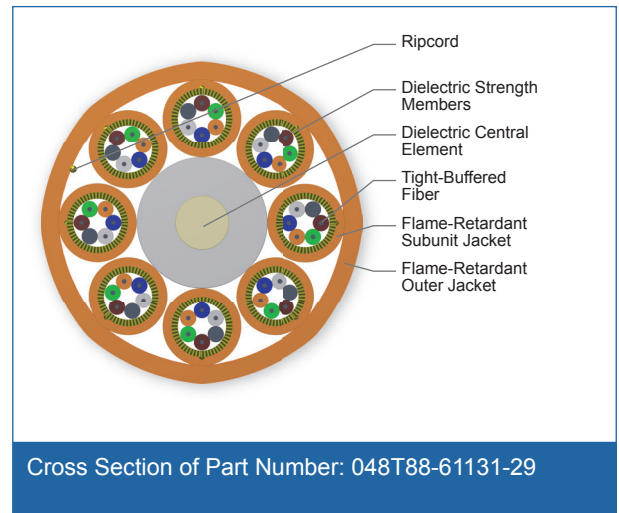 Ripcord
Dielectric Strength
Members
Dielectric Central
Element
Tight-Buffered
Fiber
Flame-Retardant
Subunit Jacket
Flame-Retardant
Outer Jacket
Cross Section of Part Number: 048T88-61131-29